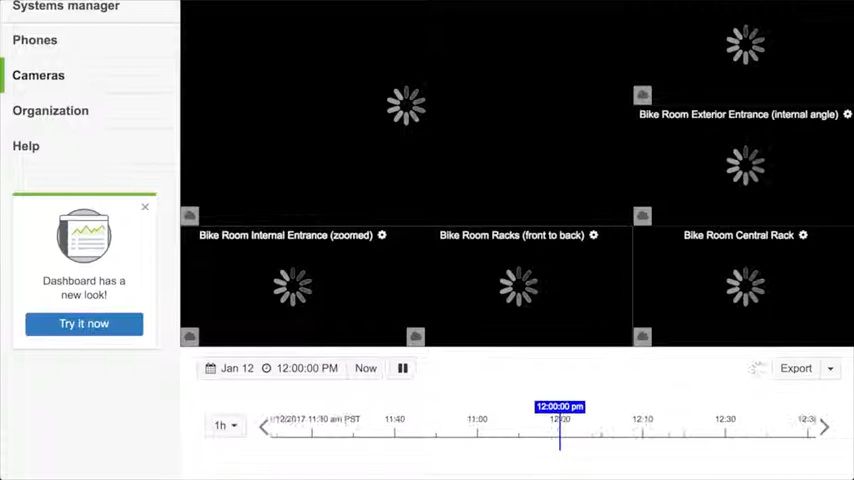 Systems manager
Phones
Cameras
Organization
Help
Dashboard has a
new look!
Try it now
Bike Room Exterior Entrance (internal angle)
Bike Room Internal Entrance (zoomed)
Bike Room Racks (front to back)
Bike Room Central Rack
Jan 12 12:00:00 PM Now
Export
12:00:00 pm
1h
11:40
12:00
12:10
12:30